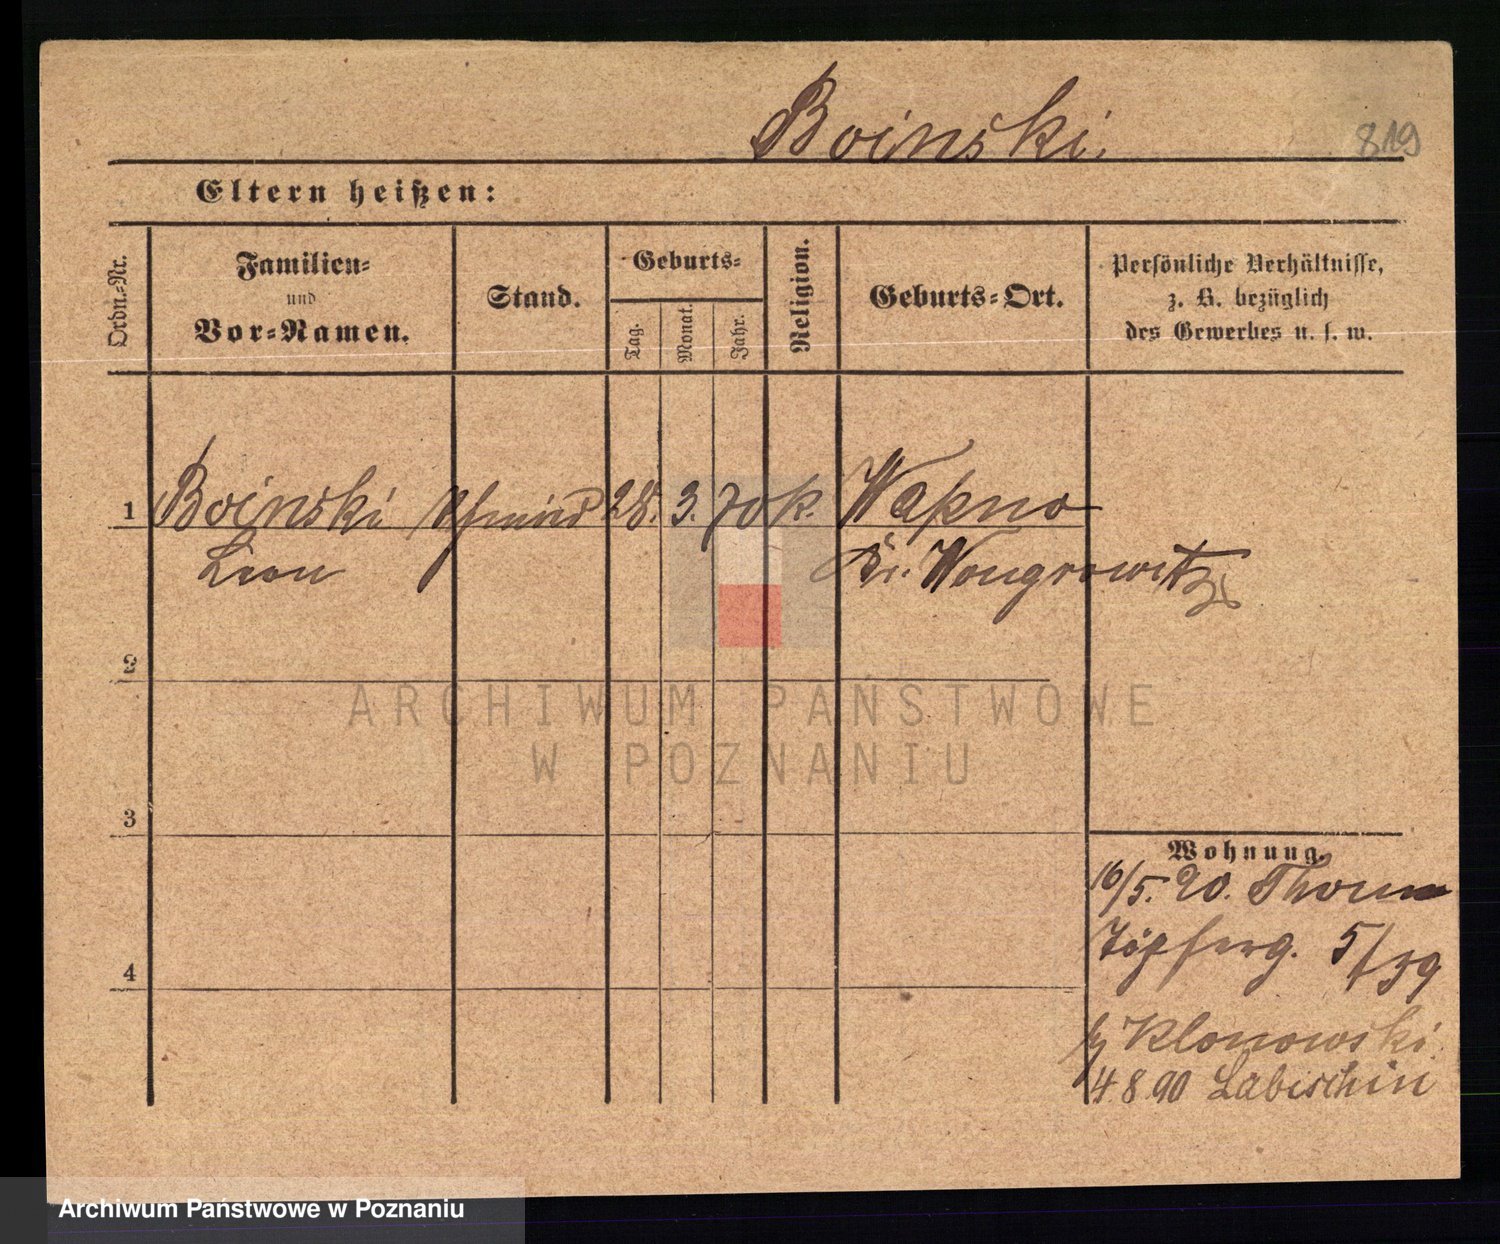 Boinski.
819
Eltern heißen:
Ordn.-Nr.
Familien-
und
Vor-Namen.
Stand.
Geburts-
Tag.
Monat.
Jahr.
Religion.
Geburts-Ort.
Persönliche Verhältnisse,
z. B. bezüglich
des Gewerbes u. s. w.
1 Boinski 28. 3. 70 k. Wapno
Leon Kr. Wongrowitz
2
3
4
Wohnung.
16/5. 90. Thorn
Töpferg. 5/
b/ Klonowski.
4.8.90 Labischin
ARCHIWUM PAŃSTWOWE
W POZNANIU
Archiwum Państwowe w Poznaniu